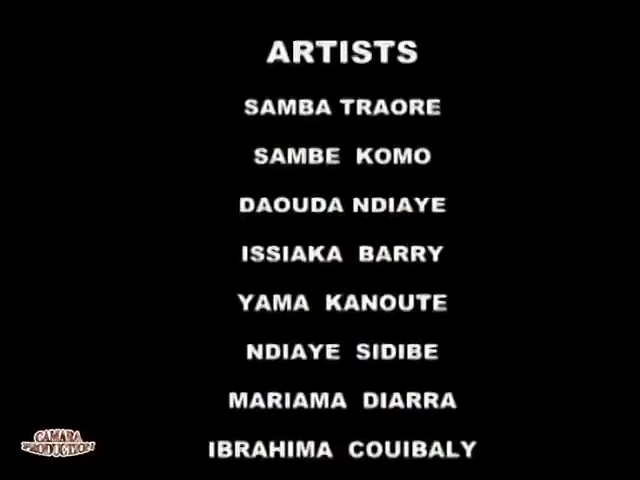 ARTISTS
SAMBA TRAORE
SAMBE KOMO
DAOUDA NDIAYE
ISSIAKA BARRY
YAMA KANOUTE
NDIAYE SIDIBE
MARIAMA DIARRA
IBRAHIMA COUIBALY
CAMARA
PRODUCTION